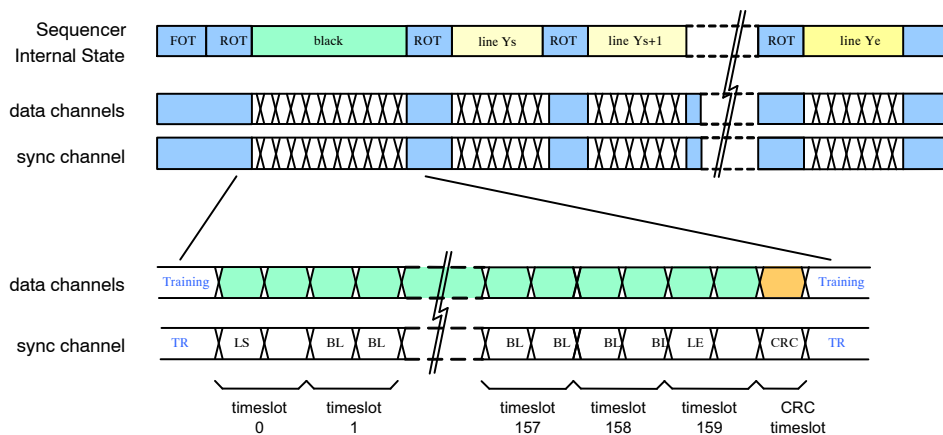 Sequencer
Internal State
FOT ROT black ROT line Ys ROT line Ys+1 ROT line Ye
data channels
sync channel
data channels
Training Training
sync channel
TR LS BL BL BL BL BL BL LE CRC TR
timeslot timeslot timeslot timeslot timeslot CRC
0 1 157 158 159 timeslot